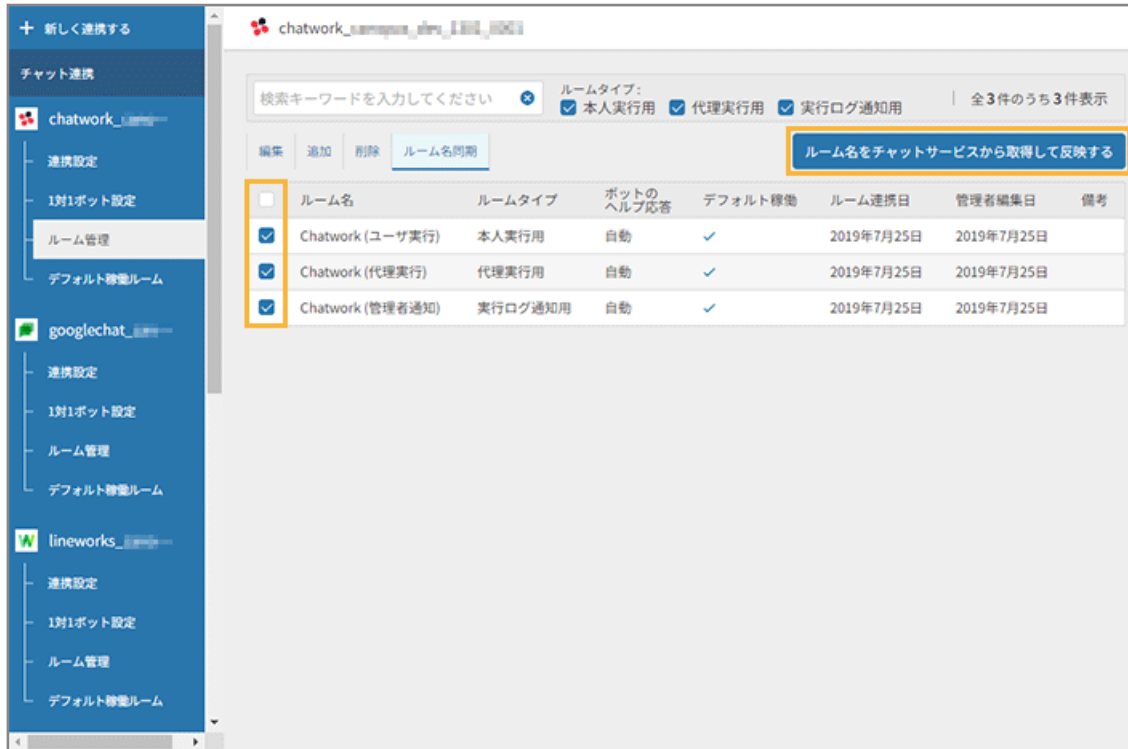 + 新しく連携する
チャット連携
chatwork_
連携設定
1対1ボット設定
ルーム管理
デフォルト稼働ルーム
googlechat_
連携設定
1対1ボット設定
ルーム管理
デフォルト稼働ルーム
lineworks_
連携設定
1対1ボット設定
ルーム管理
デフォルト稼働ルーム
chatwork_
検索キーワードを入力してください
ルームタイプ:
本人実行用 代理実行用 実行ログ通知用
| 全3件のうち3件表示
編集 追加 削除 ルーム名同期
ルーム名をチャットサービスから取得して反映する
ルーム名 ルームタイプ ボットのヘルプ応答 デフォルト稼働 ルーム連携日 管理者編集日 備考
Chatwork (ユーザ実行) 本人実行用 自動 ✓ 2019年7月25日 2019年7月25日
Chatwork (代理実行) 代理実行用 自動 ✓ 2019年7月25日 2019年7月25日
Chatwork (管理者通知) 実行ログ通知用 自動 ✓ 2019年7月25日 2019年7月25日